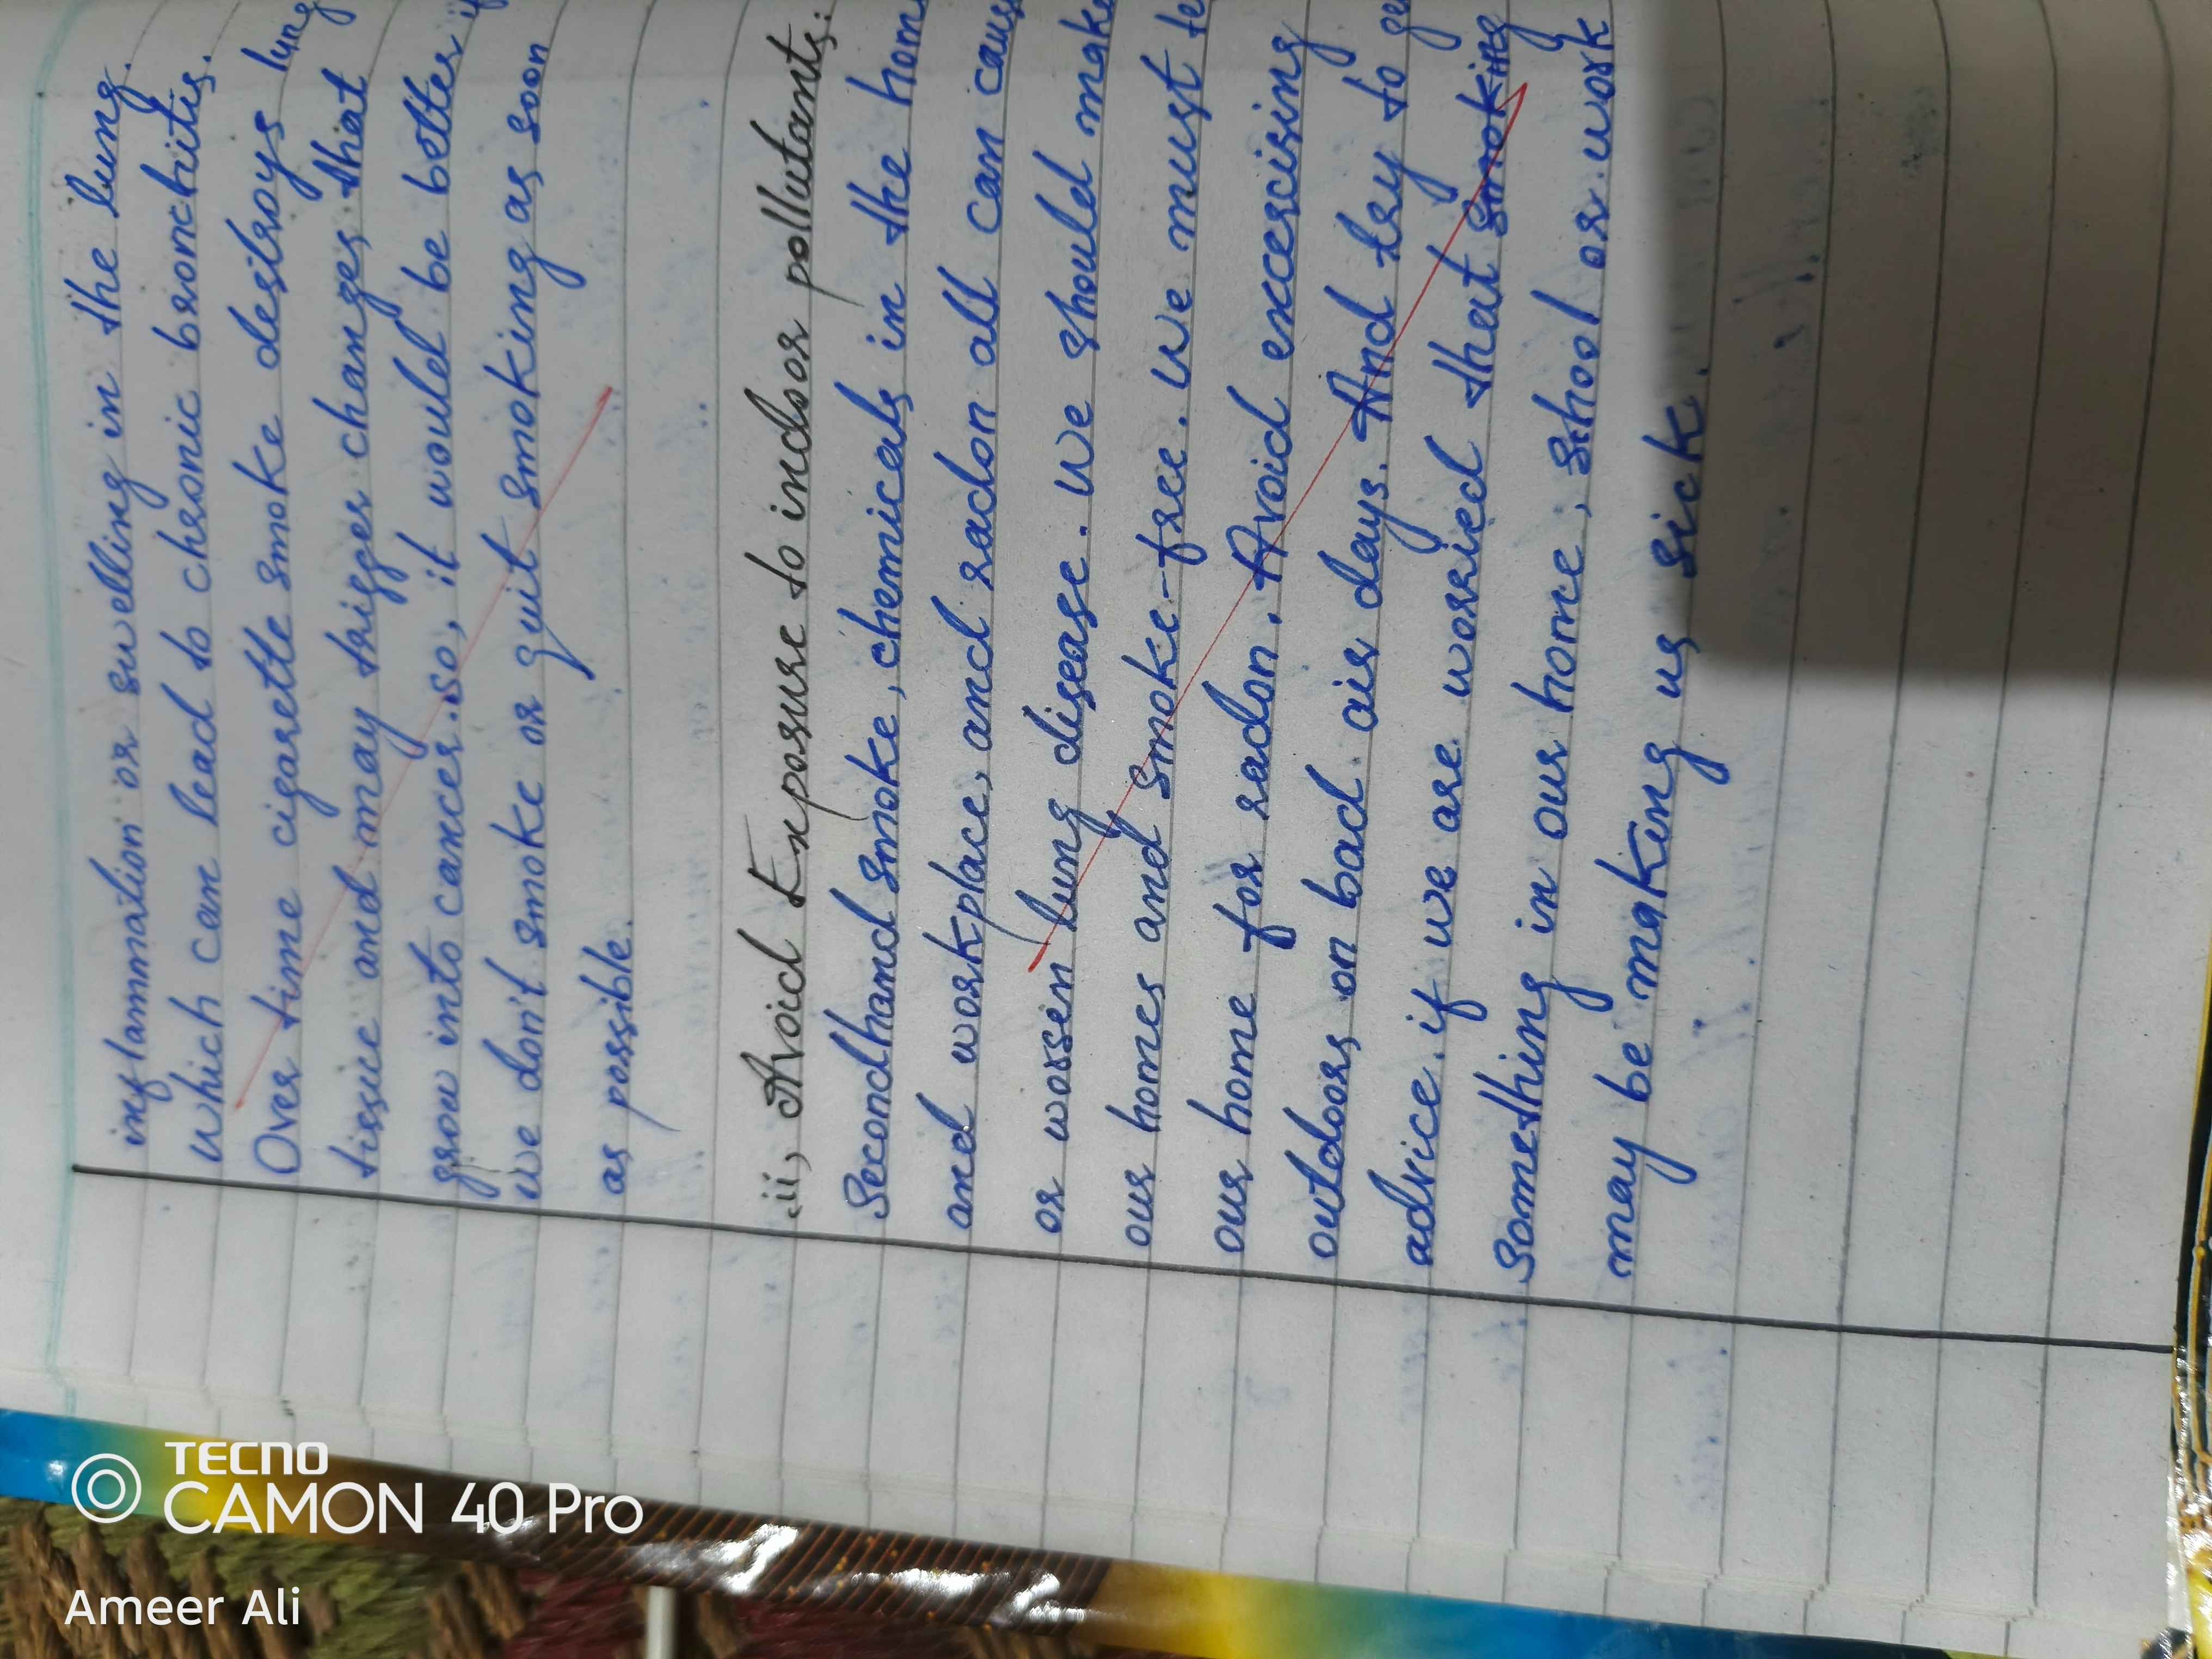 inflammation or swelling in the lung.
which can lead to chronic bronchitis.
Over time cigarette smoke destroys lung
tissue and may trigger changes that
grow into cancer. so, it would be better
we don't smoke or quit smoking as soon
as possible.
ii, Avoid Exposure to indoor pollutants:
Secondhand smoke, chemicals in the hom
and workplace, and radon all can caus
or worsen lung disease. We should make
our homes and smoke-free. We must te
our home for radon. Avoid excercising
outdoors on bad air days. And try to ge
advice. if we are worried that smoking
something in our home, school or work
may be making us sick.
TECNO
CAMON 40 Pro
Ameer Ali